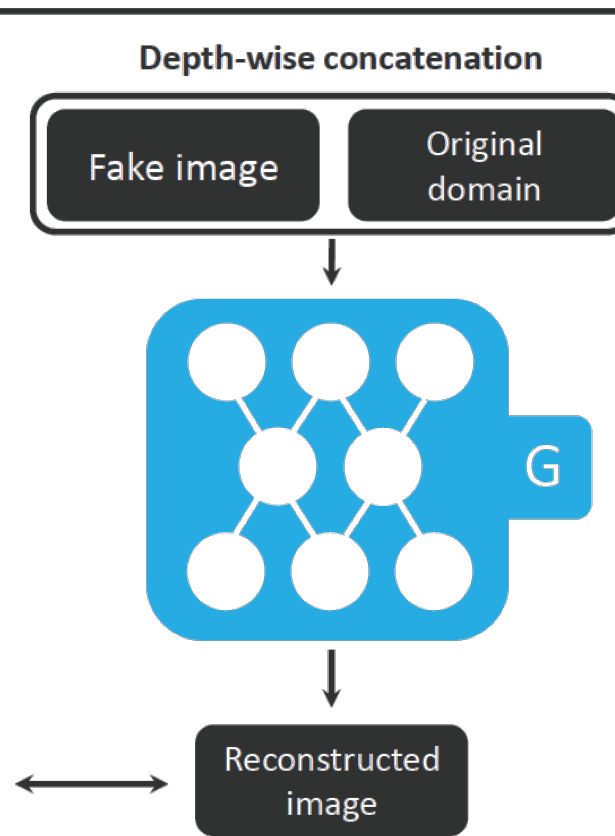 Depth-wise concatenation
Fake image
Original
domain
G
Reconstructed
image